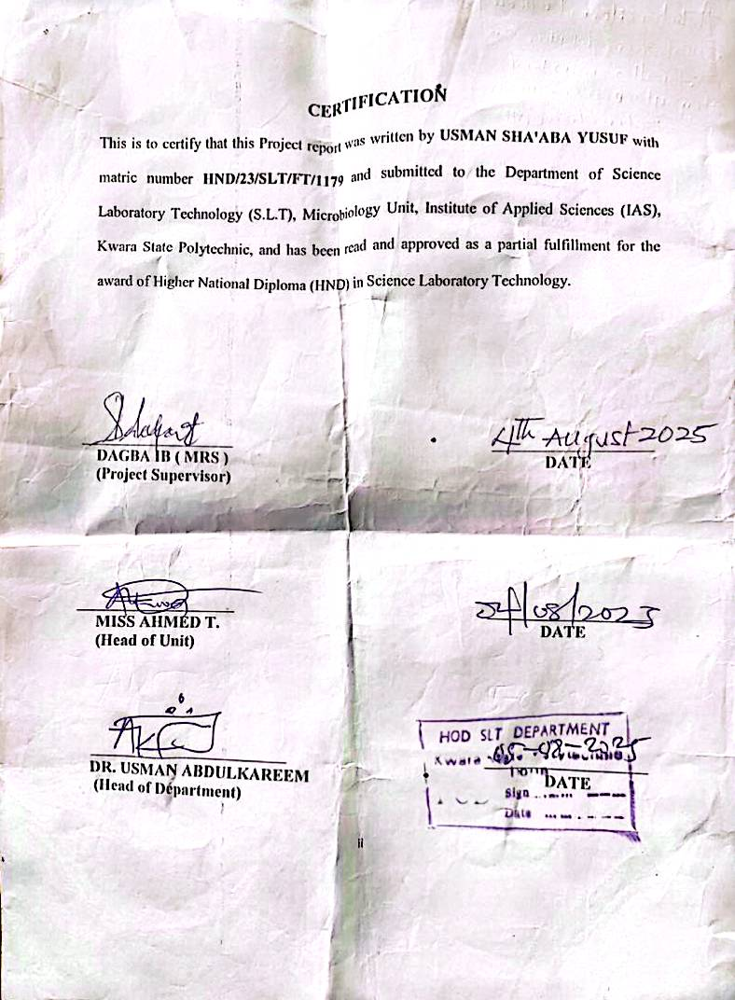 CERTIFICATION
This is to certify that this Project report was written by USMAN SHA'ABA YUSUF with
matric number HND/23/SLT/FT/1179 and submitted to the Department of Science
Laboratory Technology (S.L.T), Microbiology Unit, Institute of Applied Sciences (IAS),
Kwara State Polytechnic, and has been read and approved as a partial fulfillment for the
award of Higher National Diploma (HND) in Science Laboratory Technology.
4th August 2025
DAGBA IB ( MRS )
DATE
(Project Supervisor)
04/08/2025
MISS AHMED T.
DATE
(Head of Unit)
HOD SLT DEPARTMENT
05-08-2025
Kwara
DR. USMAN ABDULKAREEM
DATE
(Head of Department)
Sign
Date
ii